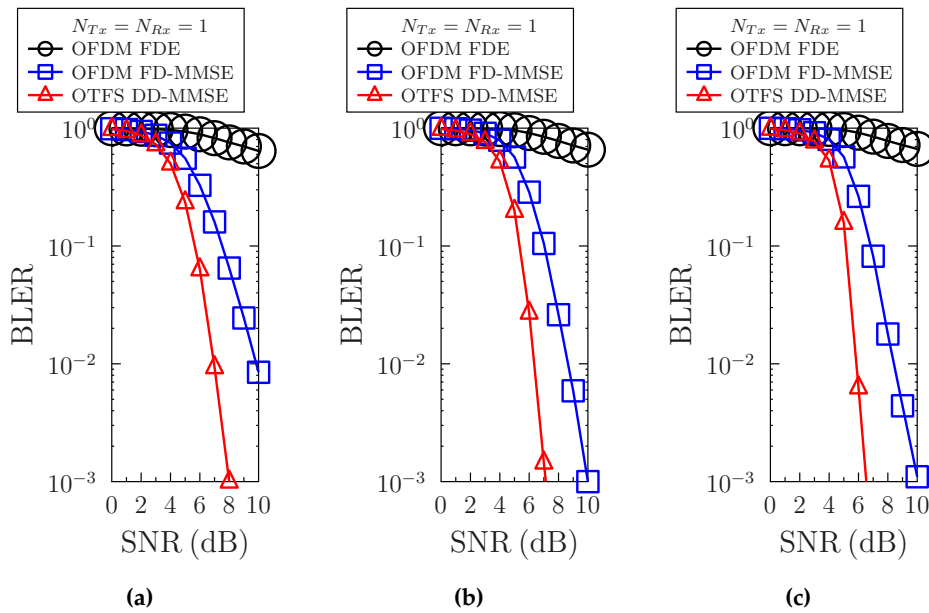 N_{Tx} = N_{Rx} = 1
OFDM FDE
OFDM FD-MMSE
OTFS DD-MMSE
10^0
10^{-1}
10^{-2}
10^{-3}
BLER
0 2 4 6 8 10
SNR (dB)
(a)
N_{Tx} = N_{Rx} = 1
OFDM FDE
OFDM FD-MMSE
OTFS DD-MMSE
10^0
10^{-1}
10^{-2}
10^{-3}
BLER
0 2 4 6 8 10
SNR (dB)
(b)
N_{Tx} = N_{Rx} = 1
OFDM FDE
OFDM FD-MMSE
OTFS DD-MMSE
10^0
10^{-1}
10^{-2}
10^{-3}
BLER
0 2 4 6 8 10
SNR (dB)
(c)